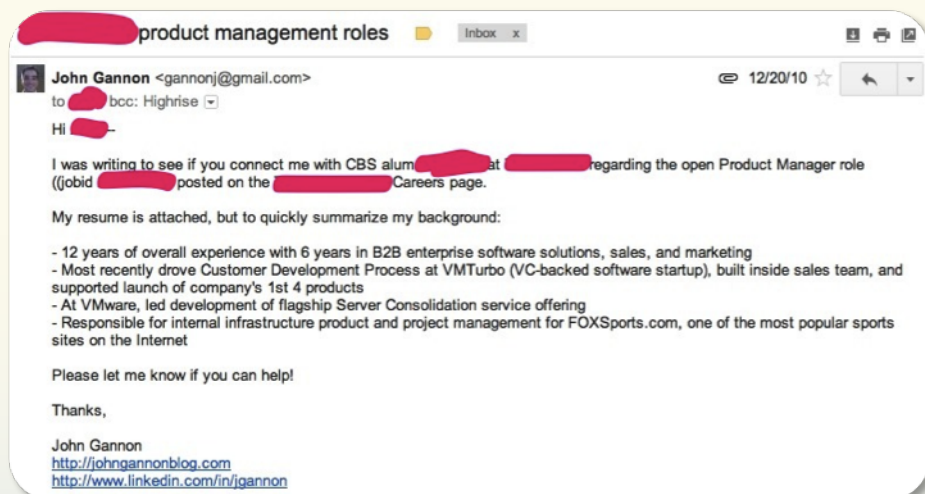 product management roles Inbox x
John Gannon <gannonj@gmail.com> 12/20/10
to bcc: Highrise
Hi –
I was writing to see if you connect me with CBS alum at regarding the open Product Manager role
((jobid posted on the Careers page.
My resume is attached, but to quickly summarize my background:
- 12 years of overall experience with 6 years in B2B enterprise software solutions, sales, and marketing
- Most recently drove Customer Development Process at VMTurbo (VC-backed software startup), built inside sales team, and
supported launch of company's 1st 4 products
- At VMware, led development of flagship Server Consolidation service offering
- Responsible for internal infrastructure product and project management for FOXSports.com, one of the most popular sports
sites on the Internet
Please let me know if you can help!
Thanks,
John Gannon
http://johngannonblog.com
http://www.linkedin.com/in/jgannon